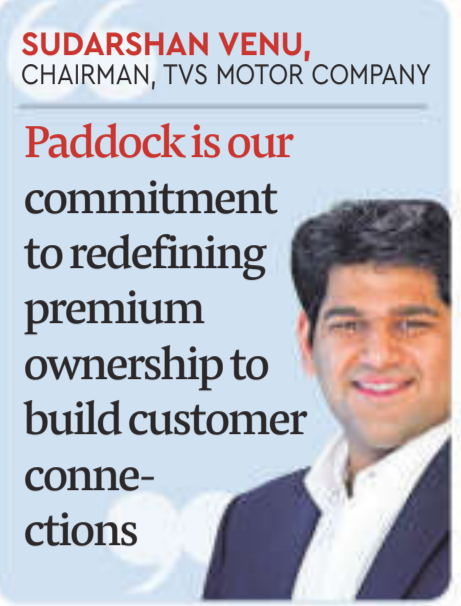 SUDARSHAN VENU,
CHAIRMAN, TVS MOTOR COMPANY
Paddock is our
commitment
to redefining
premium
ownership to
build customer
conne-
ctions